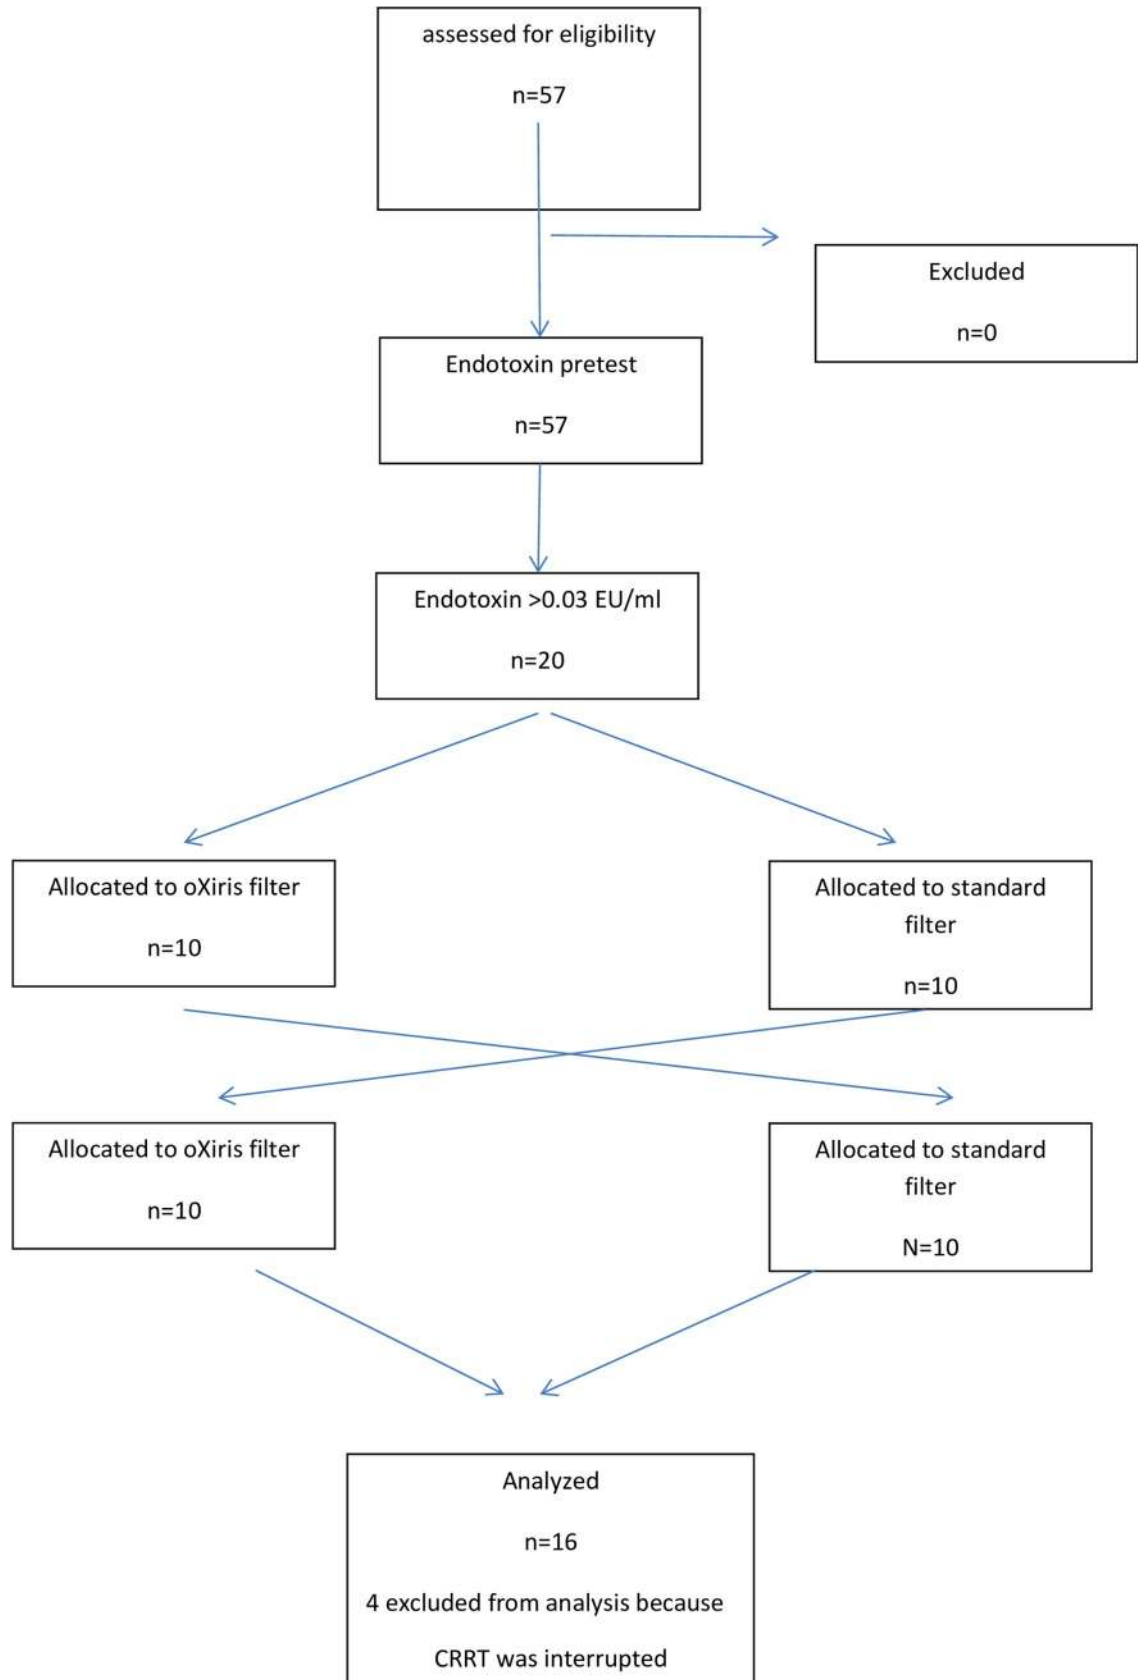 assessed for eligibility
n=57
Excluded
n=0
Endotoxin pretest
n=57
Endotoxin >0.03 EU/ml
n=20
Allocated to oXiris filter
n=10
Allocated to standard
filter
n=10
Allocated to oXiris filter
n=10
Allocated to standard
filter
N=10
Analyzed
n=16
4 excluded from analysis because
CRRT was interrupted